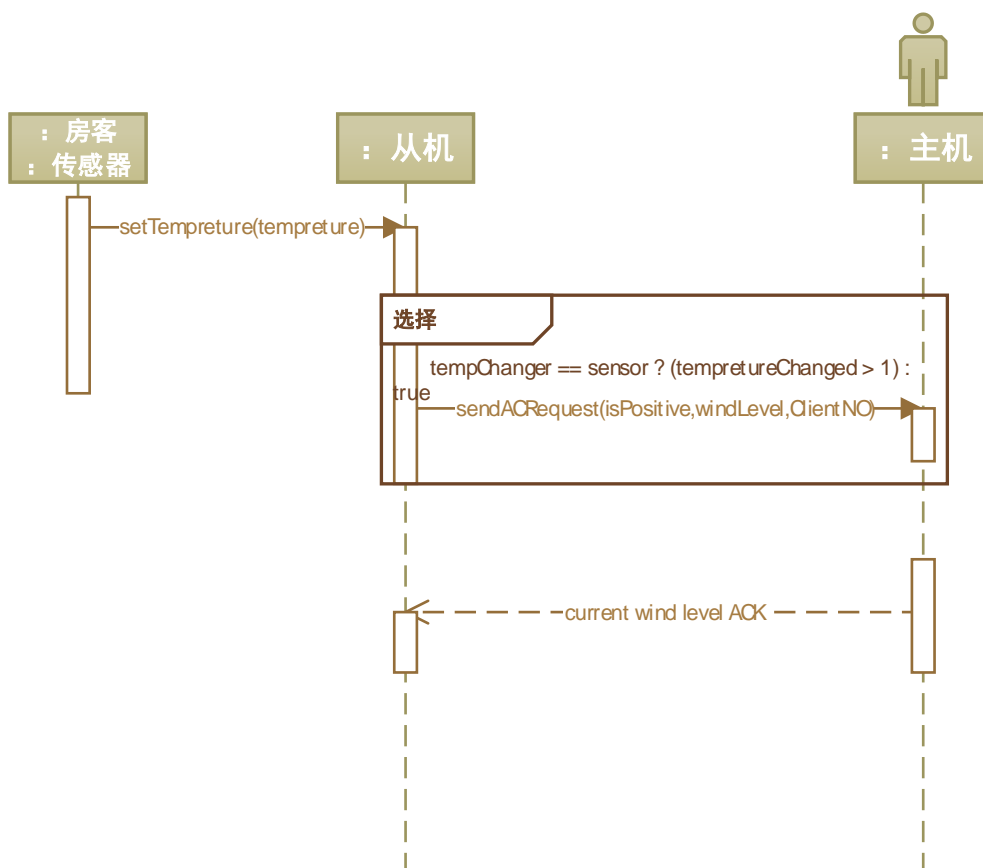 ：房客
：传感器
：从机
：主机
setTempreture(tempreture)
选择
tempChanger == sensor ? (tempretureChanged > 1) :
true
sendACRequest(isPositive,windLevel,ClientNO)
current wind level ACK